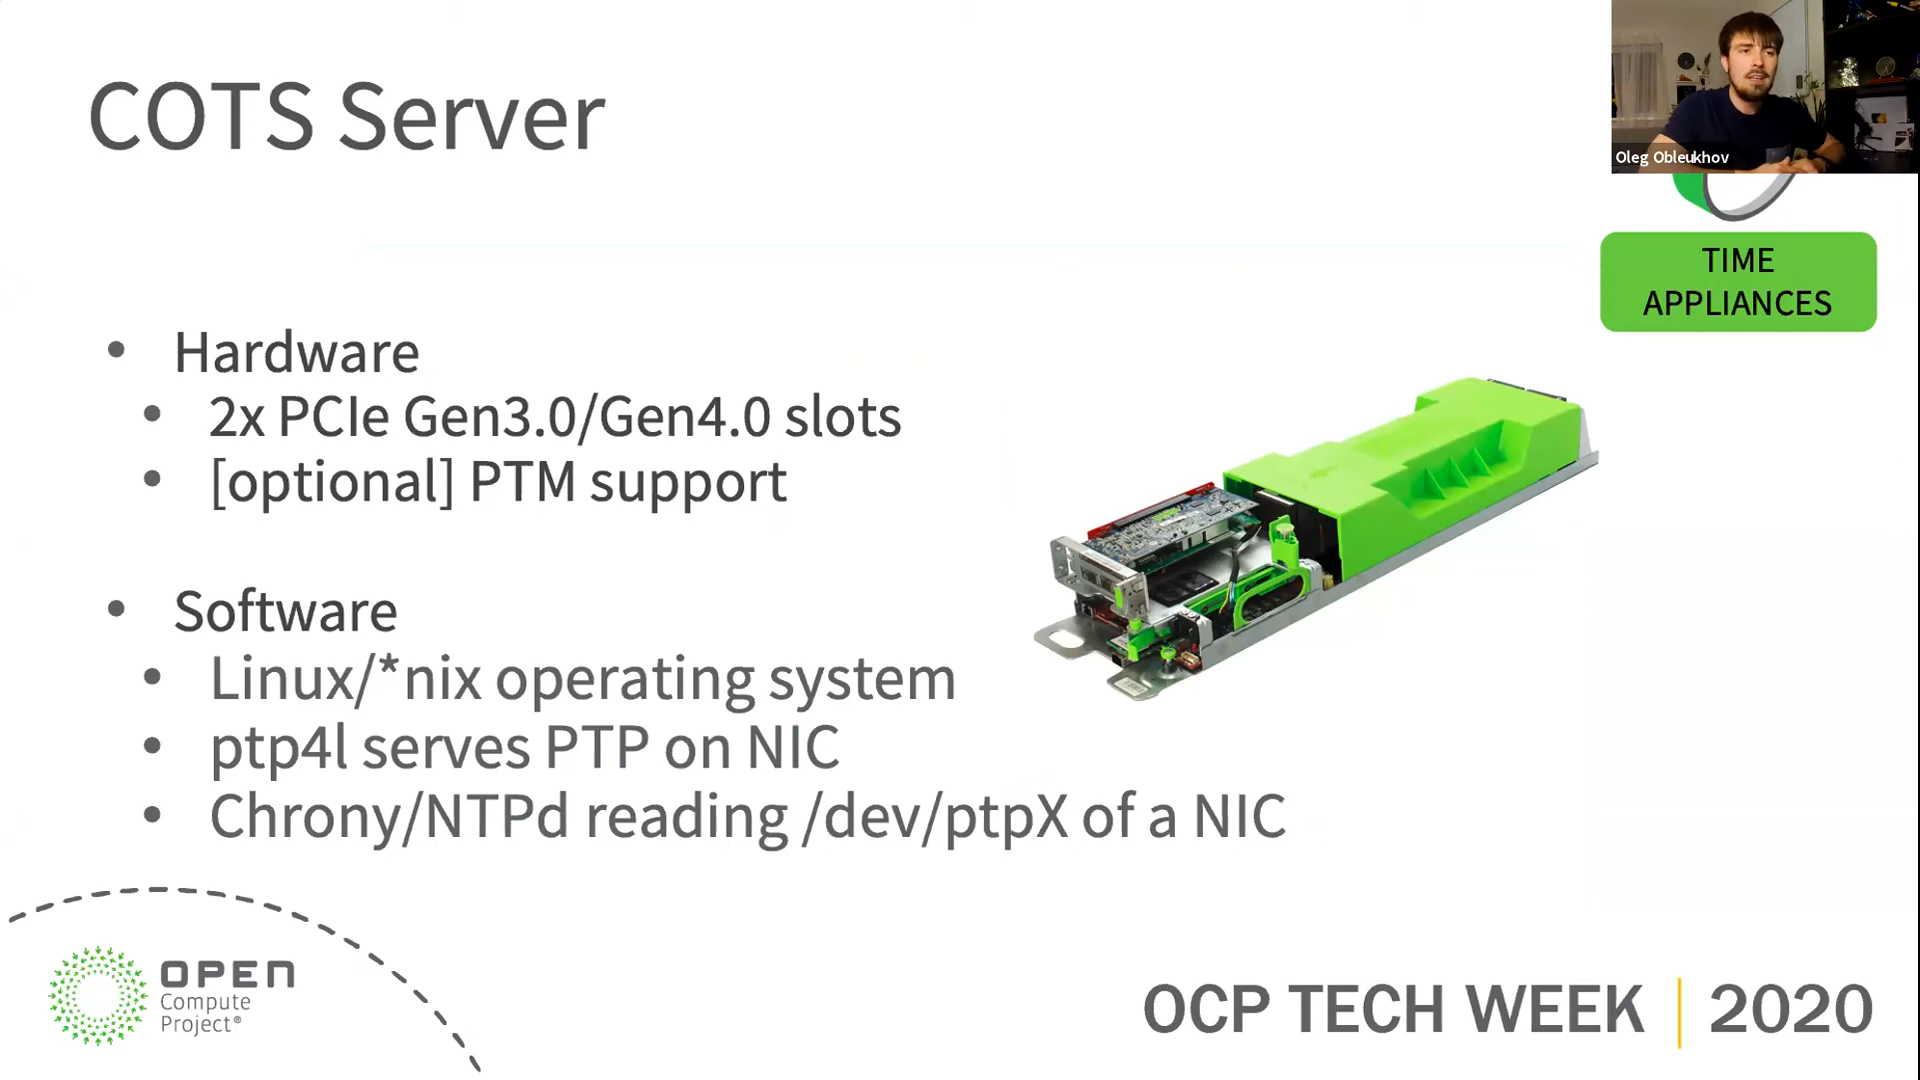 COTS Server
Oleg Obleukhov
TIME
APPLIANCES
• Hardware
• 2x PCIe Gen3.0/Gen4.0 slots
• [optional] PTM support
• Software
• Linux/*nix operating system
• ptp4l serves PTP on NIC
• Chrony/NTPd reading /dev/ptpX of a NIC
OPEN
Compute
Project®
OCP TECH WEEK | 2020